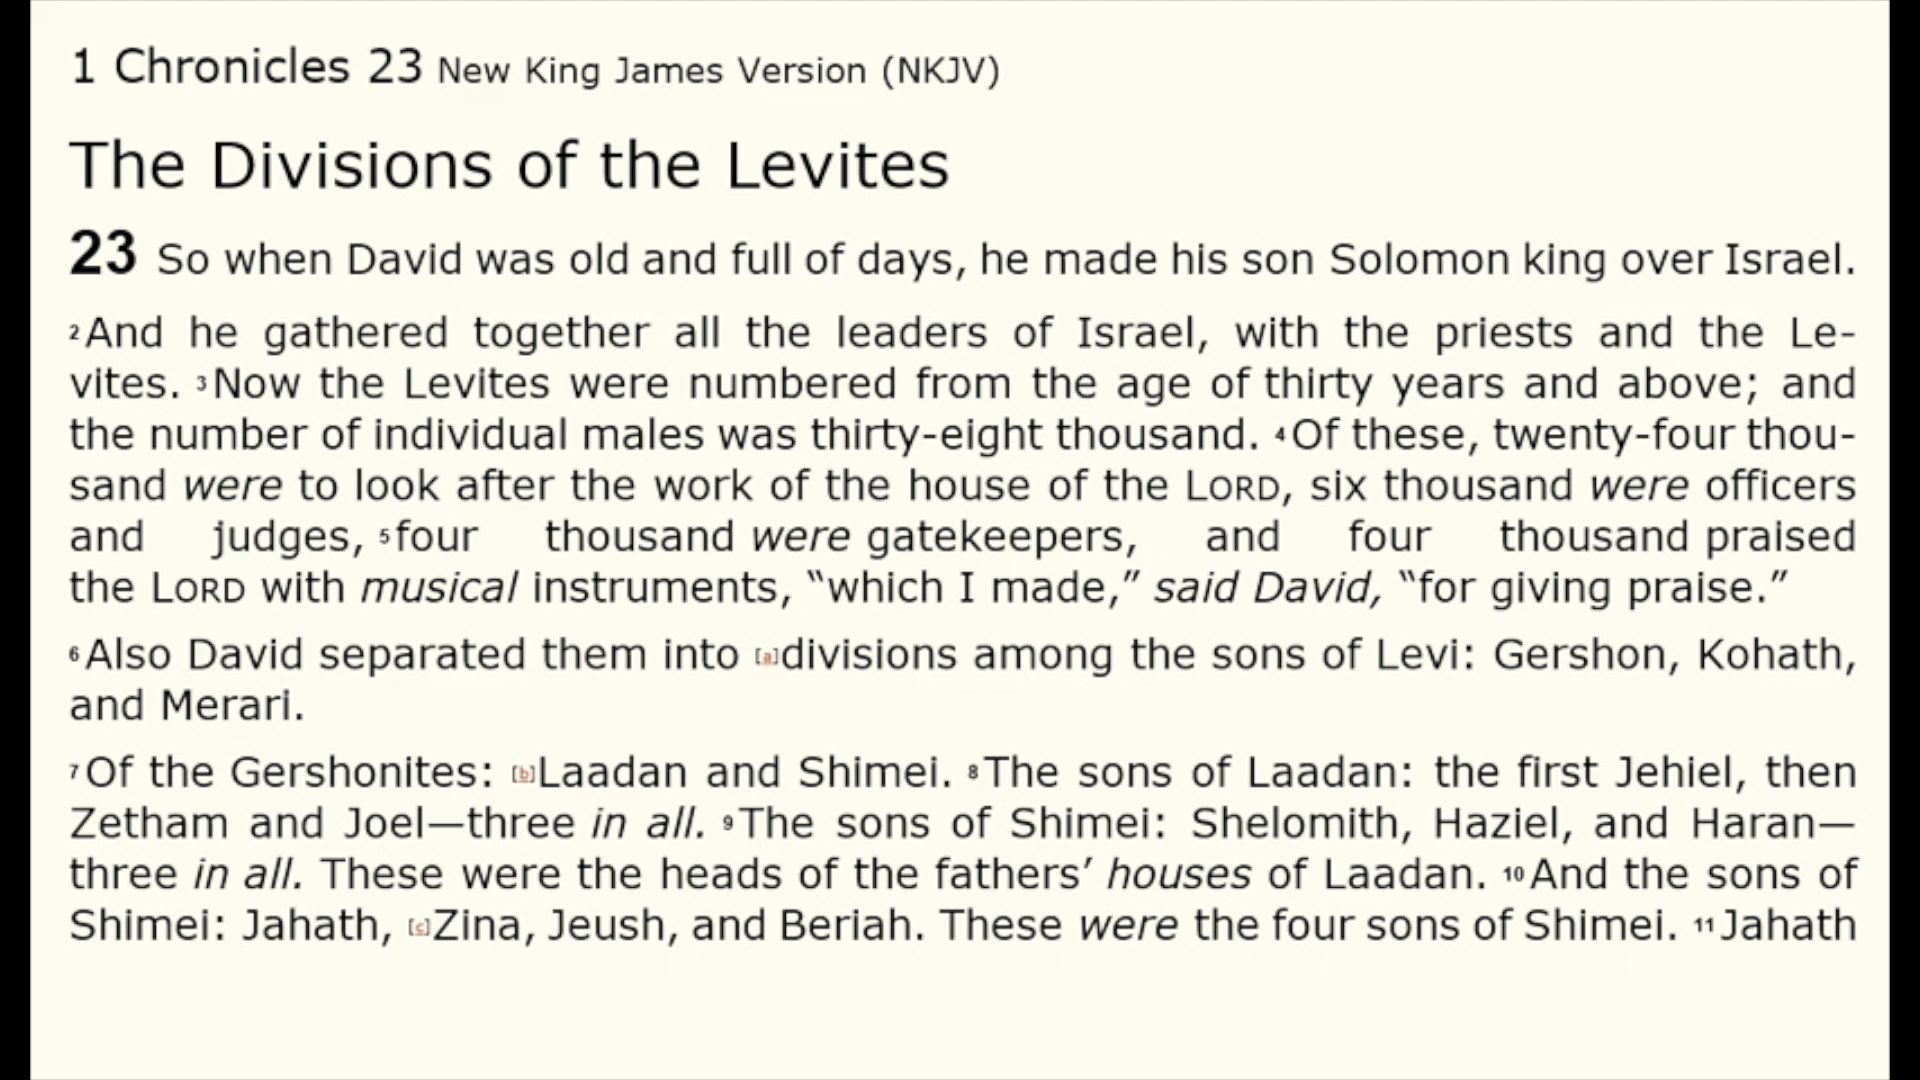 1 Chronicles 23 New King James Version (NKJV)
The Divisions of the Levites
23 So when David was old and full of days, he made his son Solomon king over Israel.
2 And he gathered together all the leaders of Israel, with the priests and the Le-
vites. 3 Now the Levites were numbered from the age of thirty years and above; and
the number of individual males was thirty-eight thousand. 4 Of these, twenty-four thou-
sand were to look after the work of the house of the LORD, six thousand were officers
and judges, 5 four thousand were gatekeepers, and four thousand praised
the LORD with musical instruments, “which I made,” said David, “for giving praise.”
6 Also David separated them into [a]divisions among the sons of Levi: Gershon, Kohath,
and Merari.
7 Of the Gershonites: [b]Laadan and Shimei. 8 The sons of Laadan: the first Jehiel, then
Zetham and Joel—three in all. 9 The sons of Shimei: Shelomith, Haziel, and Haran—
three in all. These were the heads of the fathers’ houses of Laadan. 10 And the sons of
Shimei: Jahath, [c]Zina, Jeush, and Beriah. These were the four sons of Shimei. 11 Jahath